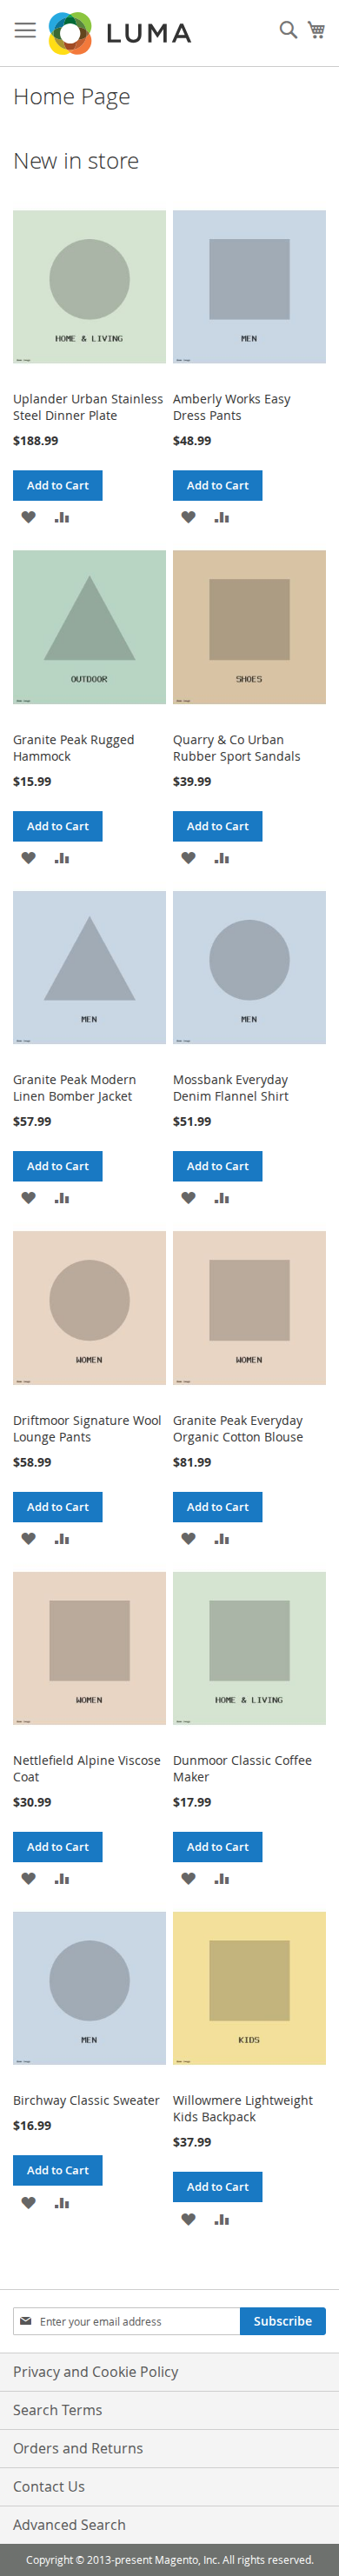 LUMA
Home Page
New in store
HOME & LIVING
MEN
Uplander Urban Stainless
Steel Dinner Plate
$188.99
Add to Cart
Amberly Works Easy
Dress Pants
$48.99
Add to Cart
OUTDOOR
SHOES
Granite Peak Rugged
Hammock
$15.99
Add to Cart
Quarry & Co Urban
Rubber Sport Sandals
$39.99
Add to Cart
MEN
MEN
Granite Peak Modern
Linen Bomber Jacket
$57.99
Add to Cart
Mossbank Everyday
Denim Flannel Shirt
$51.99
Add to Cart
WOMEN
WOMEN
Driftmoor Signature Wool
Lounge Pants
$58.99
Add to Cart
Granite Peak Everyday
Organic Cotton Blouse
$81.99
Add to Cart
WOMEN
HOME & LIVING
Nettlefield Alpine Viscose
Coat
$30.99
Add to Cart
Dunmoor Classic Coffee
Maker
$17.99
Add to Cart
MEN
KIDS
Birchway Classic Sweater
$16.99
Add to Cart
Willowmere Lightweight
Kids Backpack
$37.99
Add to Cart
Enter your email address
Subscribe
Privacy and Cookie Policy
Search Terms
Orders and Returns
Contact Us
Advanced Search
Copyright © 2013-present Magento, Inc. All rights reserved.